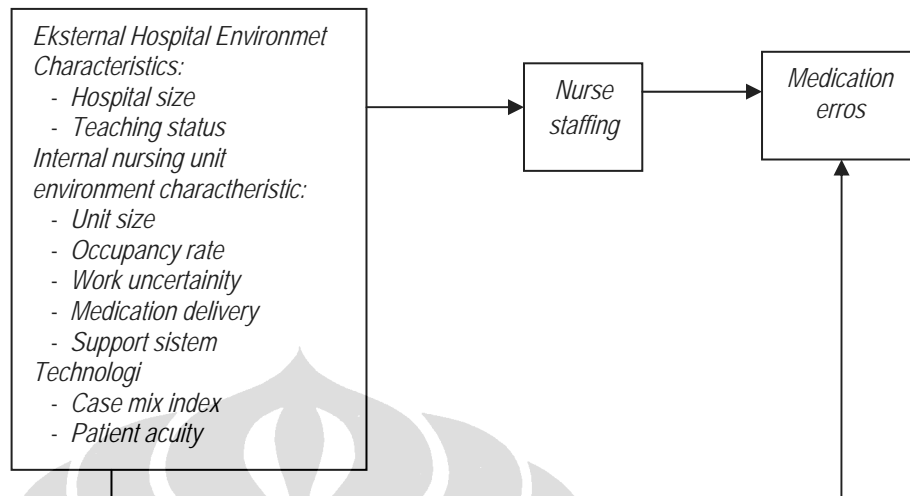 Eksternal Hospital Environmet
Characteristics:
- Hospital size
- Teaching status
Internal nursing unit
environment charactheristic:
- Unit size
- Occupancy rate
- Work uncertainity
- Medication delivery
- Support sistem
Technologi
- Case mix index
- Patient acuity
Nurse
staffing
Medication
erros